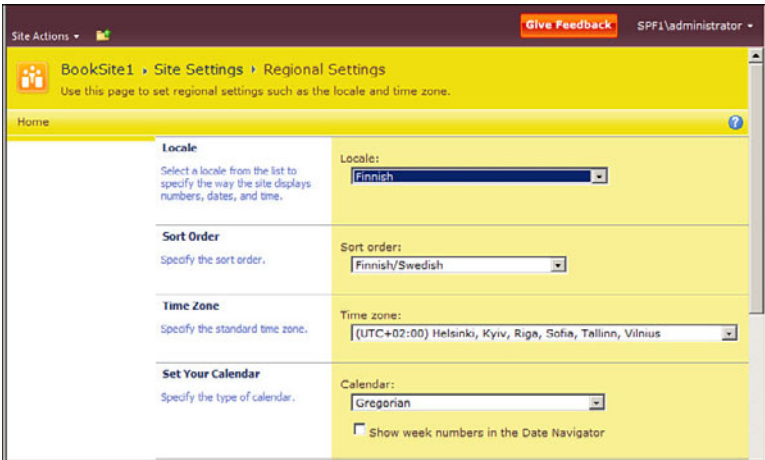 Give Feedback
SPF1\administrator
Site Actions
BookSite1 Site Settings Regional Settings
Use this page to set regional settings such as the locale and time zone.
Home
Locale
Select a locale from the list to
specify the way the site displays
numbers, dates, and time.
Locale:
Finnish
Sort Order
Specify the sort order.
Sort order:
Finnish/Swedish
Time Zone
Specify the standard time zone.
Time zone:
(UTC+02:00) Helsinki, Kyiv, Riga, Sofia, Tallinn, Vilnius
Set Your Calendar
Specify the type of calendar.
Calendar:
Gregorian
Show week numbers in the Date Navigator